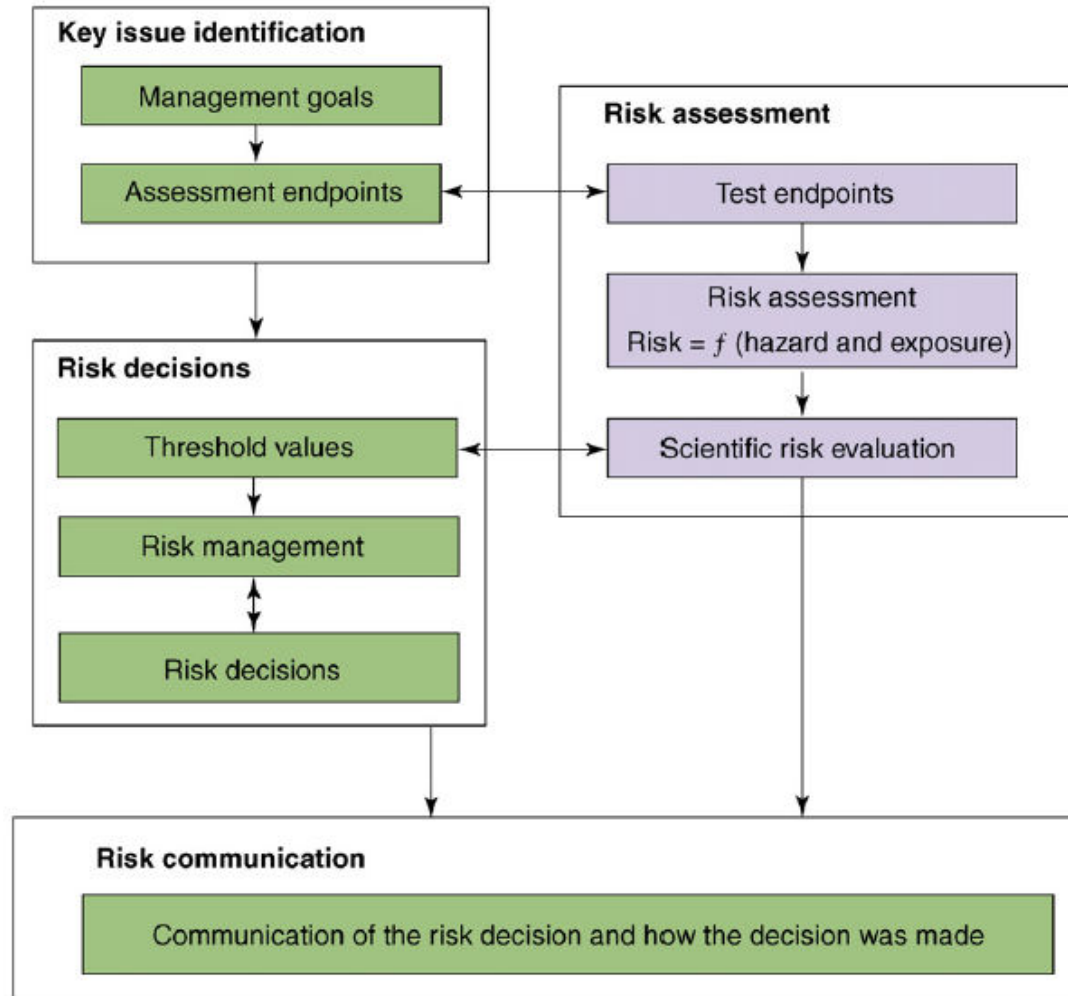 Key issue identification
Management goals
Assessment endpoints
Risk assessment
Test endpoints
Risk assessment
Risk = f (hazard and exposure)
Scientific risk evaluation
Risk decisions
Threshold values
Risk management
Risk decisions
Risk communication
Communication of the risk decision and how the decision was made